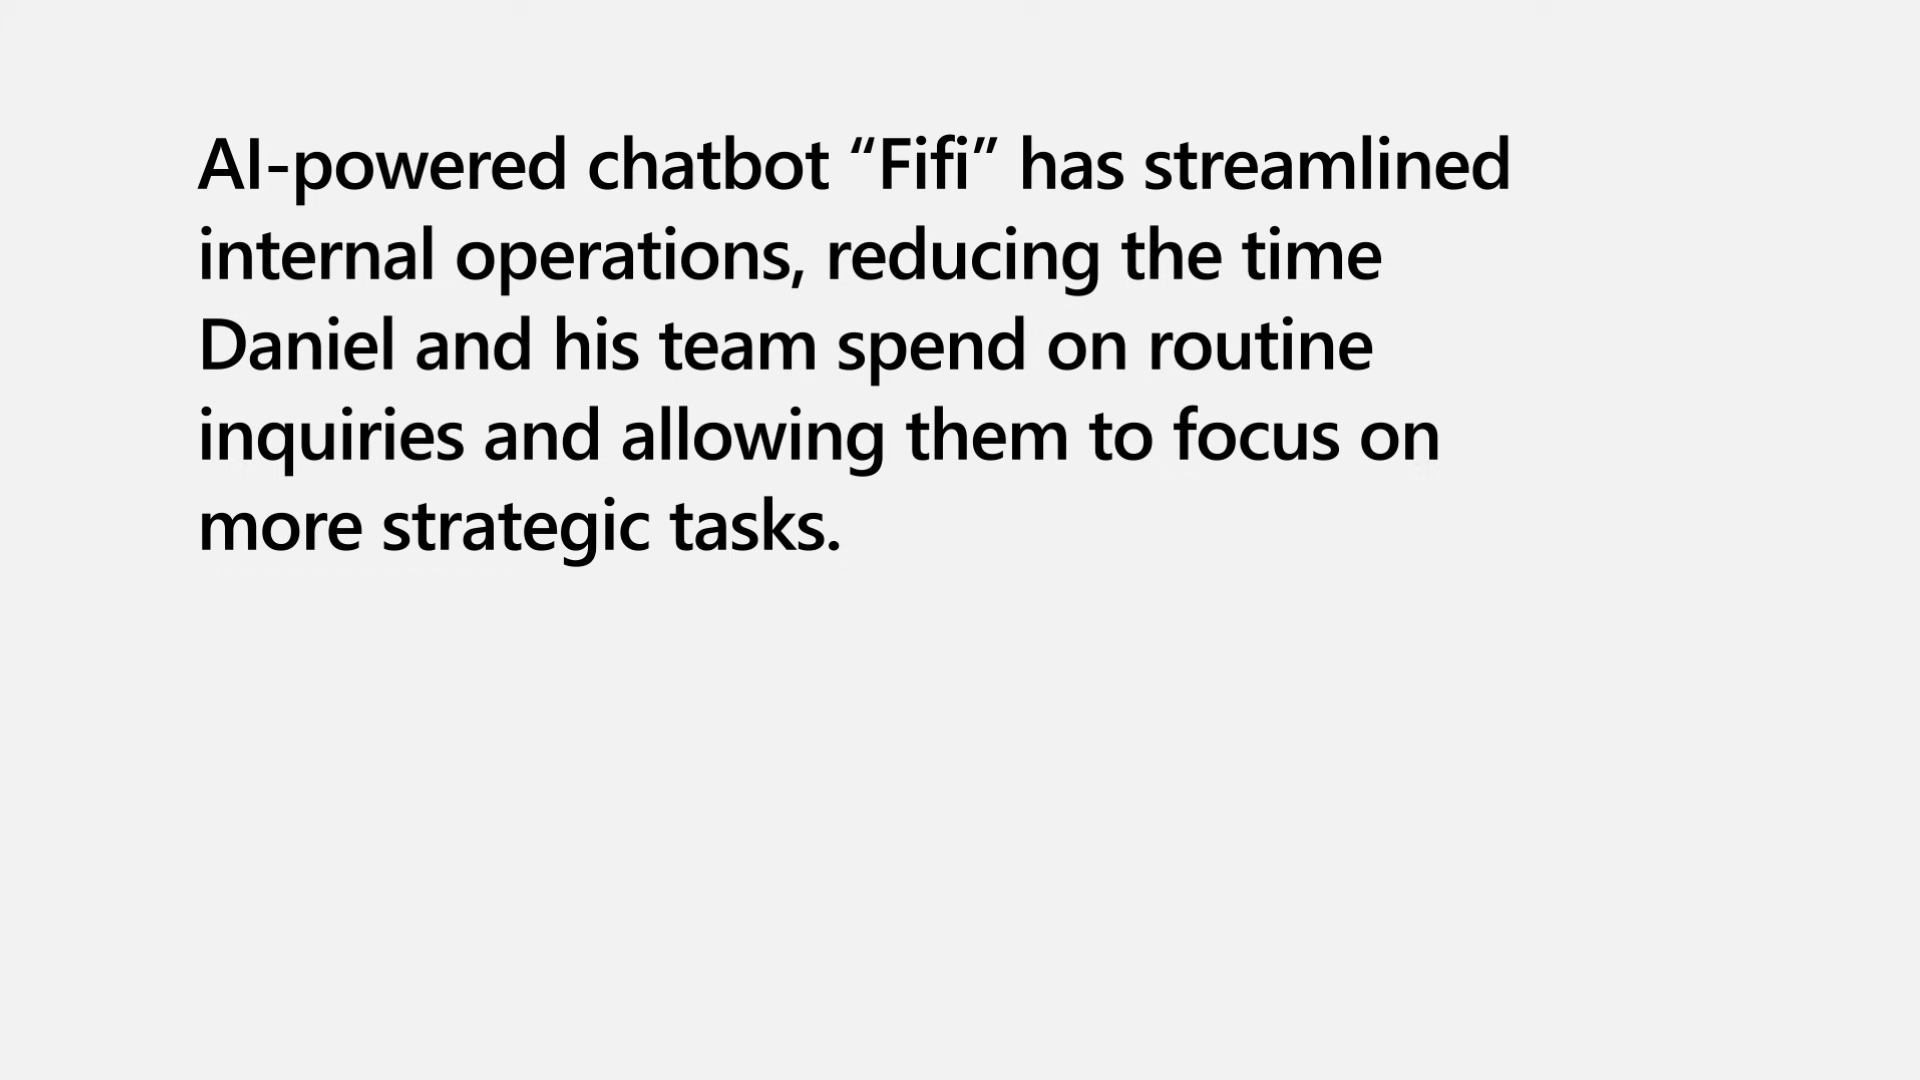 AI-powered chatbot “Fifi” has streamlined
internal operations, reducing the time
Daniel and his team spend on routine
inquiries and allowing them to focus on
more strategic tasks.